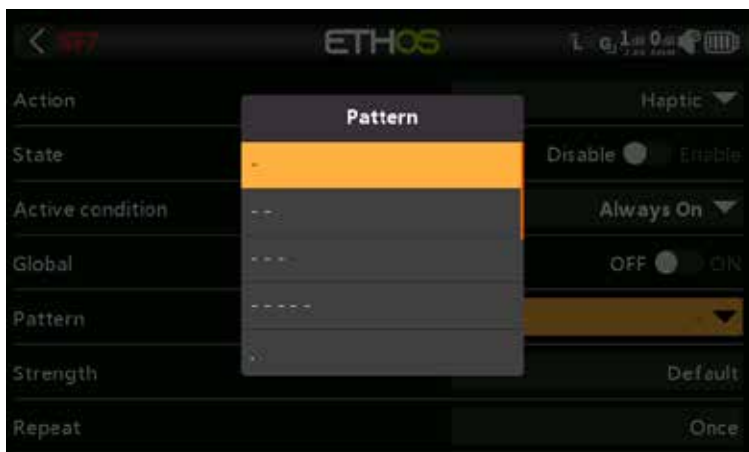 SF7 ETHOS
Action Haptic
Pattern
State Disable Enable
-
Active condition Always On
- -
Global OFF ON
- - -
Pattern -
- - - - -
Strength Default
.
Repeat Once